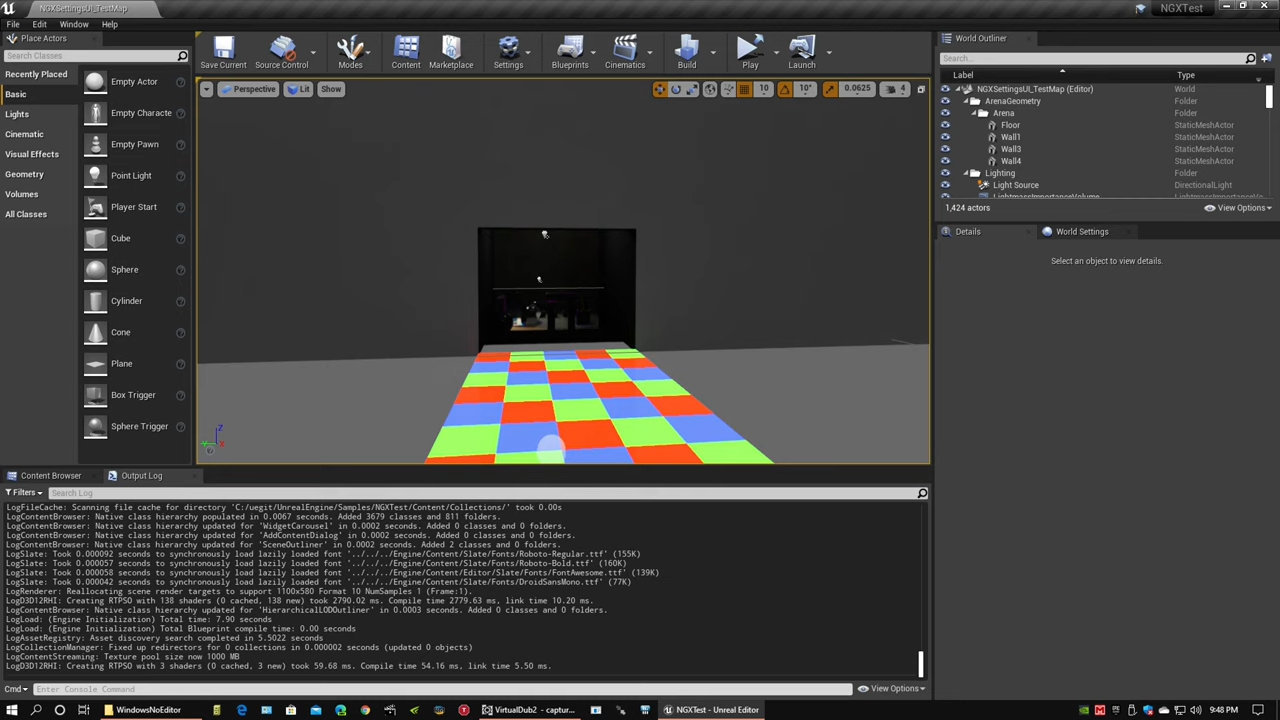 NGXSettingsUI_TestMap
NGXTest
File Edit Window Help
Place Actors
Search Classes
Recently Placed
Basic
Lights
Cinematic
Visual Effects
Geometry
Volumes
All Classes
Empty Actor
Empty Characte
Empty Pawn
Point Light
Player Start
Cube
Sphere
Cylinder
Cone
Plane
Box Trigger
Sphere Trigger
Save Current
Source Control
Modes
Content
Marketplace
Settings
Blueprints
Cinematics
Build
Play
Launch
Perspective Lit Show
10 10° 0.0625 4
World Outliner
Search...
Label Type
NGXSettingsUI_TestMap (Editor) World
ArenaGeometry Folder
Arena Folder
Floor StaticMeshActor
Wall1 StaticMeshActor
Wall3 StaticMeshActor
Wall4 StaticMeshActor
Lighting Folder
Light Source DirectionalLight
1,424 actors View Options
Details World Settings
Select an object to view details.
Content Browser Output Log
Filters Search Log
LogFileCache: Scanning file cache for directory 'C:/uegit/UnrealEngine/Samples/NGXTest/Content/Collections/' took 0.00s
LogContentBrowser: Native class hierarchy populated in 0.0067 seconds. Added 3679 classes and 811 folders.
LogContentBrowser: Native class hierarchy updated for 'WidgetCarousel' in 0.0002 seconds. Added 0 classes and 0 folders.
LogContentBrowser: Native class hierarchy updated for 'AddContentDialog' in 0.0002 seconds. Added 0 classes and 0 folders.
LogContentBrowser: Native class hierarchy updated for 'SceneOutliner' in 0.0002 seconds. Added 2 classes and 0 folders.
LogSlate: Took 0.000092 seconds to synchronously load lazily loaded font '../../../Engine/Content/Slate/Fonts/Roboto-Regular.ttf' (155K)
LogSlate: Took 0.000057 seconds to synchronously load lazily loaded font '../../../Engine/Content/Slate/Fonts/Roboto-Bold.ttf' (160K)
LogSlate: Took 0.000058 seconds to synchronously load lazily loaded font '../../../Engine/Content/Editor/Slate/Fonts/FontAwesome.ttf' (139K)
LogSlate: Took 0.000042 seconds to synchronously load lazily loaded font '../../../Engine/Content/Slate/Fonts/DroidSansMono.ttf' (77K)
LogRenderer: Reallocating scene render targets to support 1100x580 Format 10 NumSamples 1 (Frame:1).
LogD3D12RHI: Creating RTPSO with 138 shaders (0 cached, 138 new) took 2790.02 ms. Compile time 2779.63 ms, link time 10.20 ms.
LogContentBrowser: Native class hierarchy updated for 'HierarchicalLODOutliner' in 0.0003 seconds. Added 0 classes and 0 folders.
LogLoad: (Engine Initialization) Total time: 7.90 seconds
LogLoad: (Engine Initialization) Total Blueprint compile time: 0.00 seconds
LogAssetRegistry: Asset discovery search completed in 5.5022 seconds
LogCollectionManager: Fixed up redirectors for 0 collections in 0.000002 seconds (updated 0 objects)
LogContentStreaming: Texture pool size now 1000 MB
LogD3D12RHI: Creating RTPSO with 3 shaders (0 cached, 3 new) took 59.68 ms. Compile time 54.16 ms, link time 5.50 ms.
Cmd Enter Console Command View Options
WindowsNoEditor
VirtualDub2 - captur...
NGXTest - Unreal Editor
9:48 PM